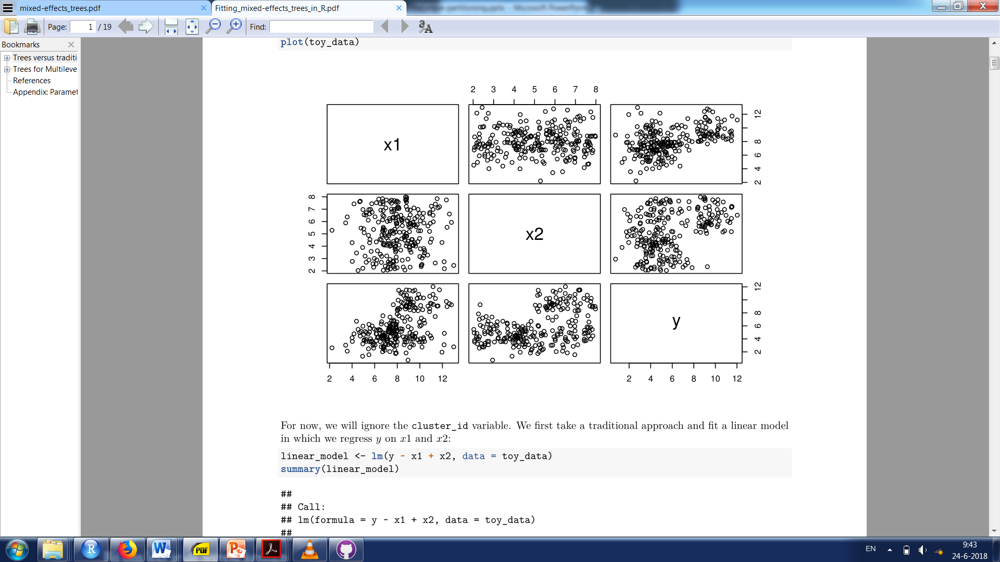 mixed-effects_trees.pdf
Fitting_mixed-effects_trees_in_R.pdf
Page: 1 / 19
Find:
Bookmarks
Trees versus traditi
Trees for Multileve
References
Appendix: Paramet
plot(toy_data)
2 3 4 5 6 7 8
x1
12
8
6
4
2
8
7
6
5
4
3
2
x2
12
8
6
4
2
y
2 4 6 8 10 12
2 4 6 8 10 12
For now, we will ignore the cluster_id variable. We first take a traditional approach and fit a linear model
in which we regress y on x1 and x2:
linear_model <- lm(y ~ x1 + x2, data = toy_data)
summary(linear_model)
##
## Call:
## lm(formula = y ~ x1 + x2, data = toy_data)
##
R
W
PDF
P
EN
9:43
24-6-2018